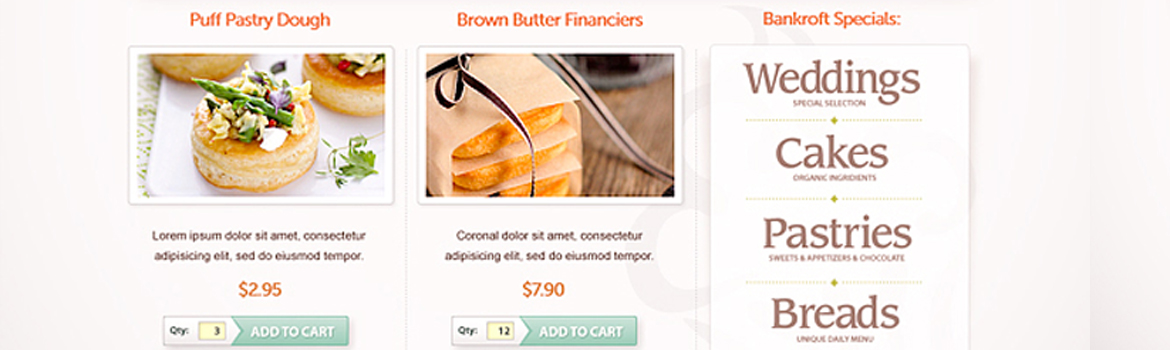 Puff Pastry Dough
Lorem ipsum dolor sit amet, consectetur
adipisicing elit, sed do eiusmod tempor.
$2.95
Qty: 3 ADD TO CART
Brown Butter Financiers
Coronal dolor sit amet, consectetur
adipisicing elit, sed do eiusmod tempor.
$7.90
Qty: 12 ADD TO CART
Bankroft Specials:
Weddings
SPECIAL SELECTION
Cakes
ORGANIC INGRIDIENTS
Pastries
SWEETS & APPETIZERS & CHOCOLATE
Breads
UNIQUE DAILY MENU